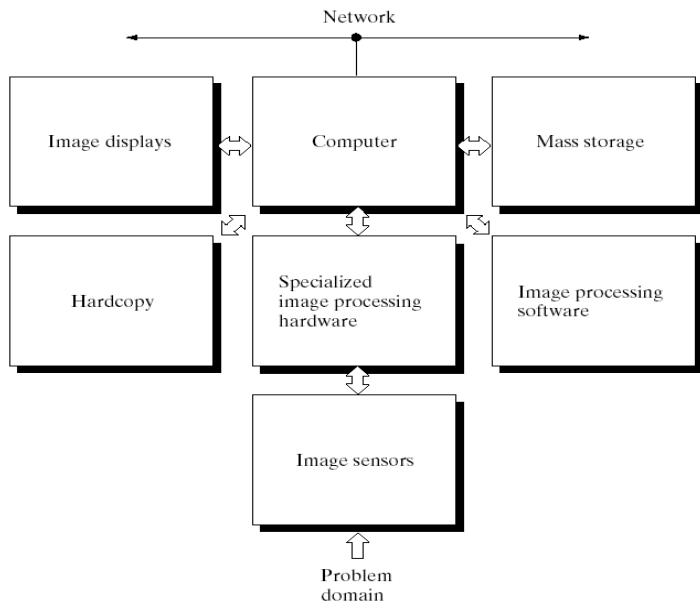 Network
Image displays
Computer
Mass storage
Hardcopy
Specialized
image processing
hardware
Image processing
software
Image sensors
Problem
domain